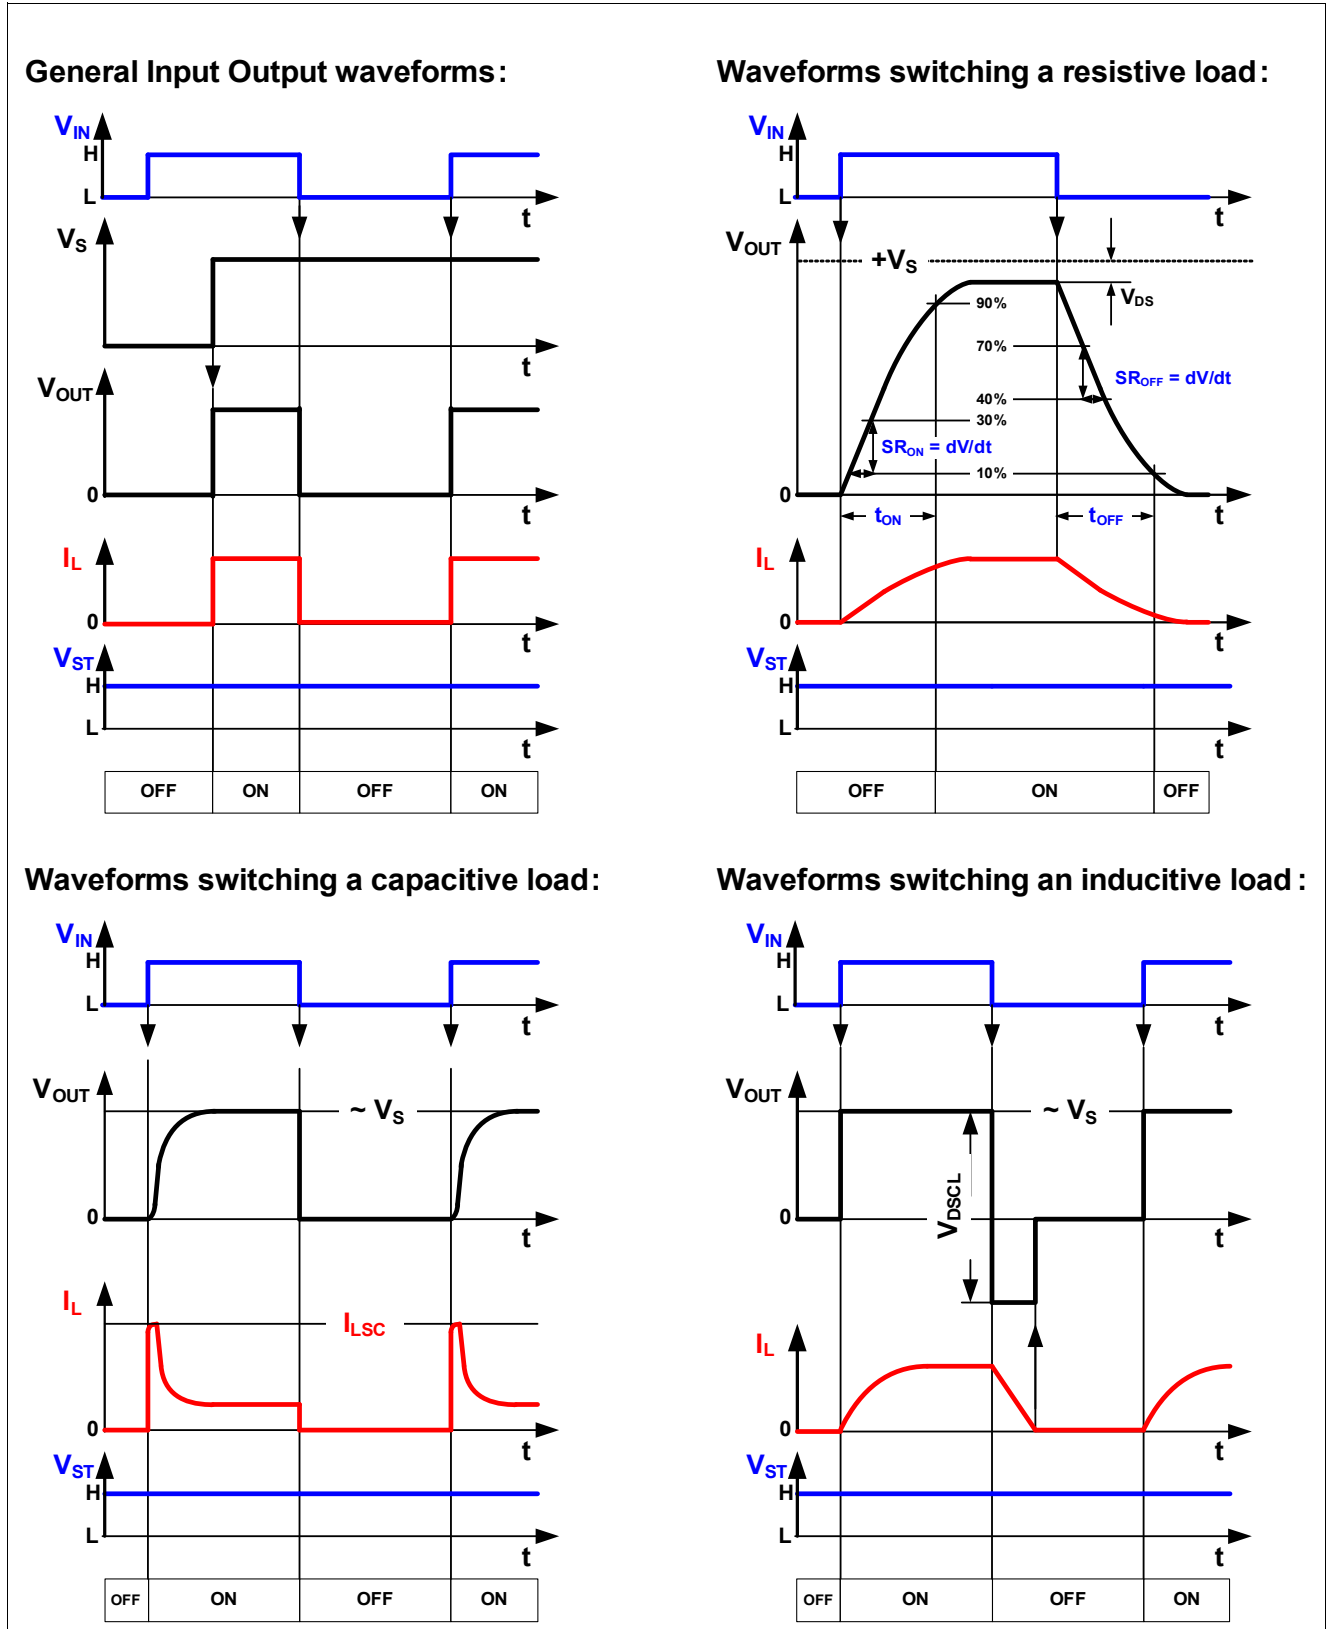 General Input Output waveforms:
VIN
H
L
t
VS
t
VOUT
0
t
IL
0
t
VST
H
L
t
OFF ON OFF ON
Waveforms switching a resistive load:
VIN
H
L
t
VOUT
+VS
VDS
90%
70%
SROFF = dV/dt
40%
30%
SRON = dV/dt
10%
0
t
tON
tOFF
IL
0
t
VST
H
L
t
OFF ON OFF
Waveforms switching a capacitive load:
VIN
H
L
t
VOUT
~ VS
0
t
IL
ILSC
0
t
VST
H
L
t
OFF ON OFF ON
Waveforms switching an inducitive load:
VIN
H
L
t
VOUT
~ VS
VDSCL
0
t
IL
0
t
VST
H
L
t
OFF ON OFF ON